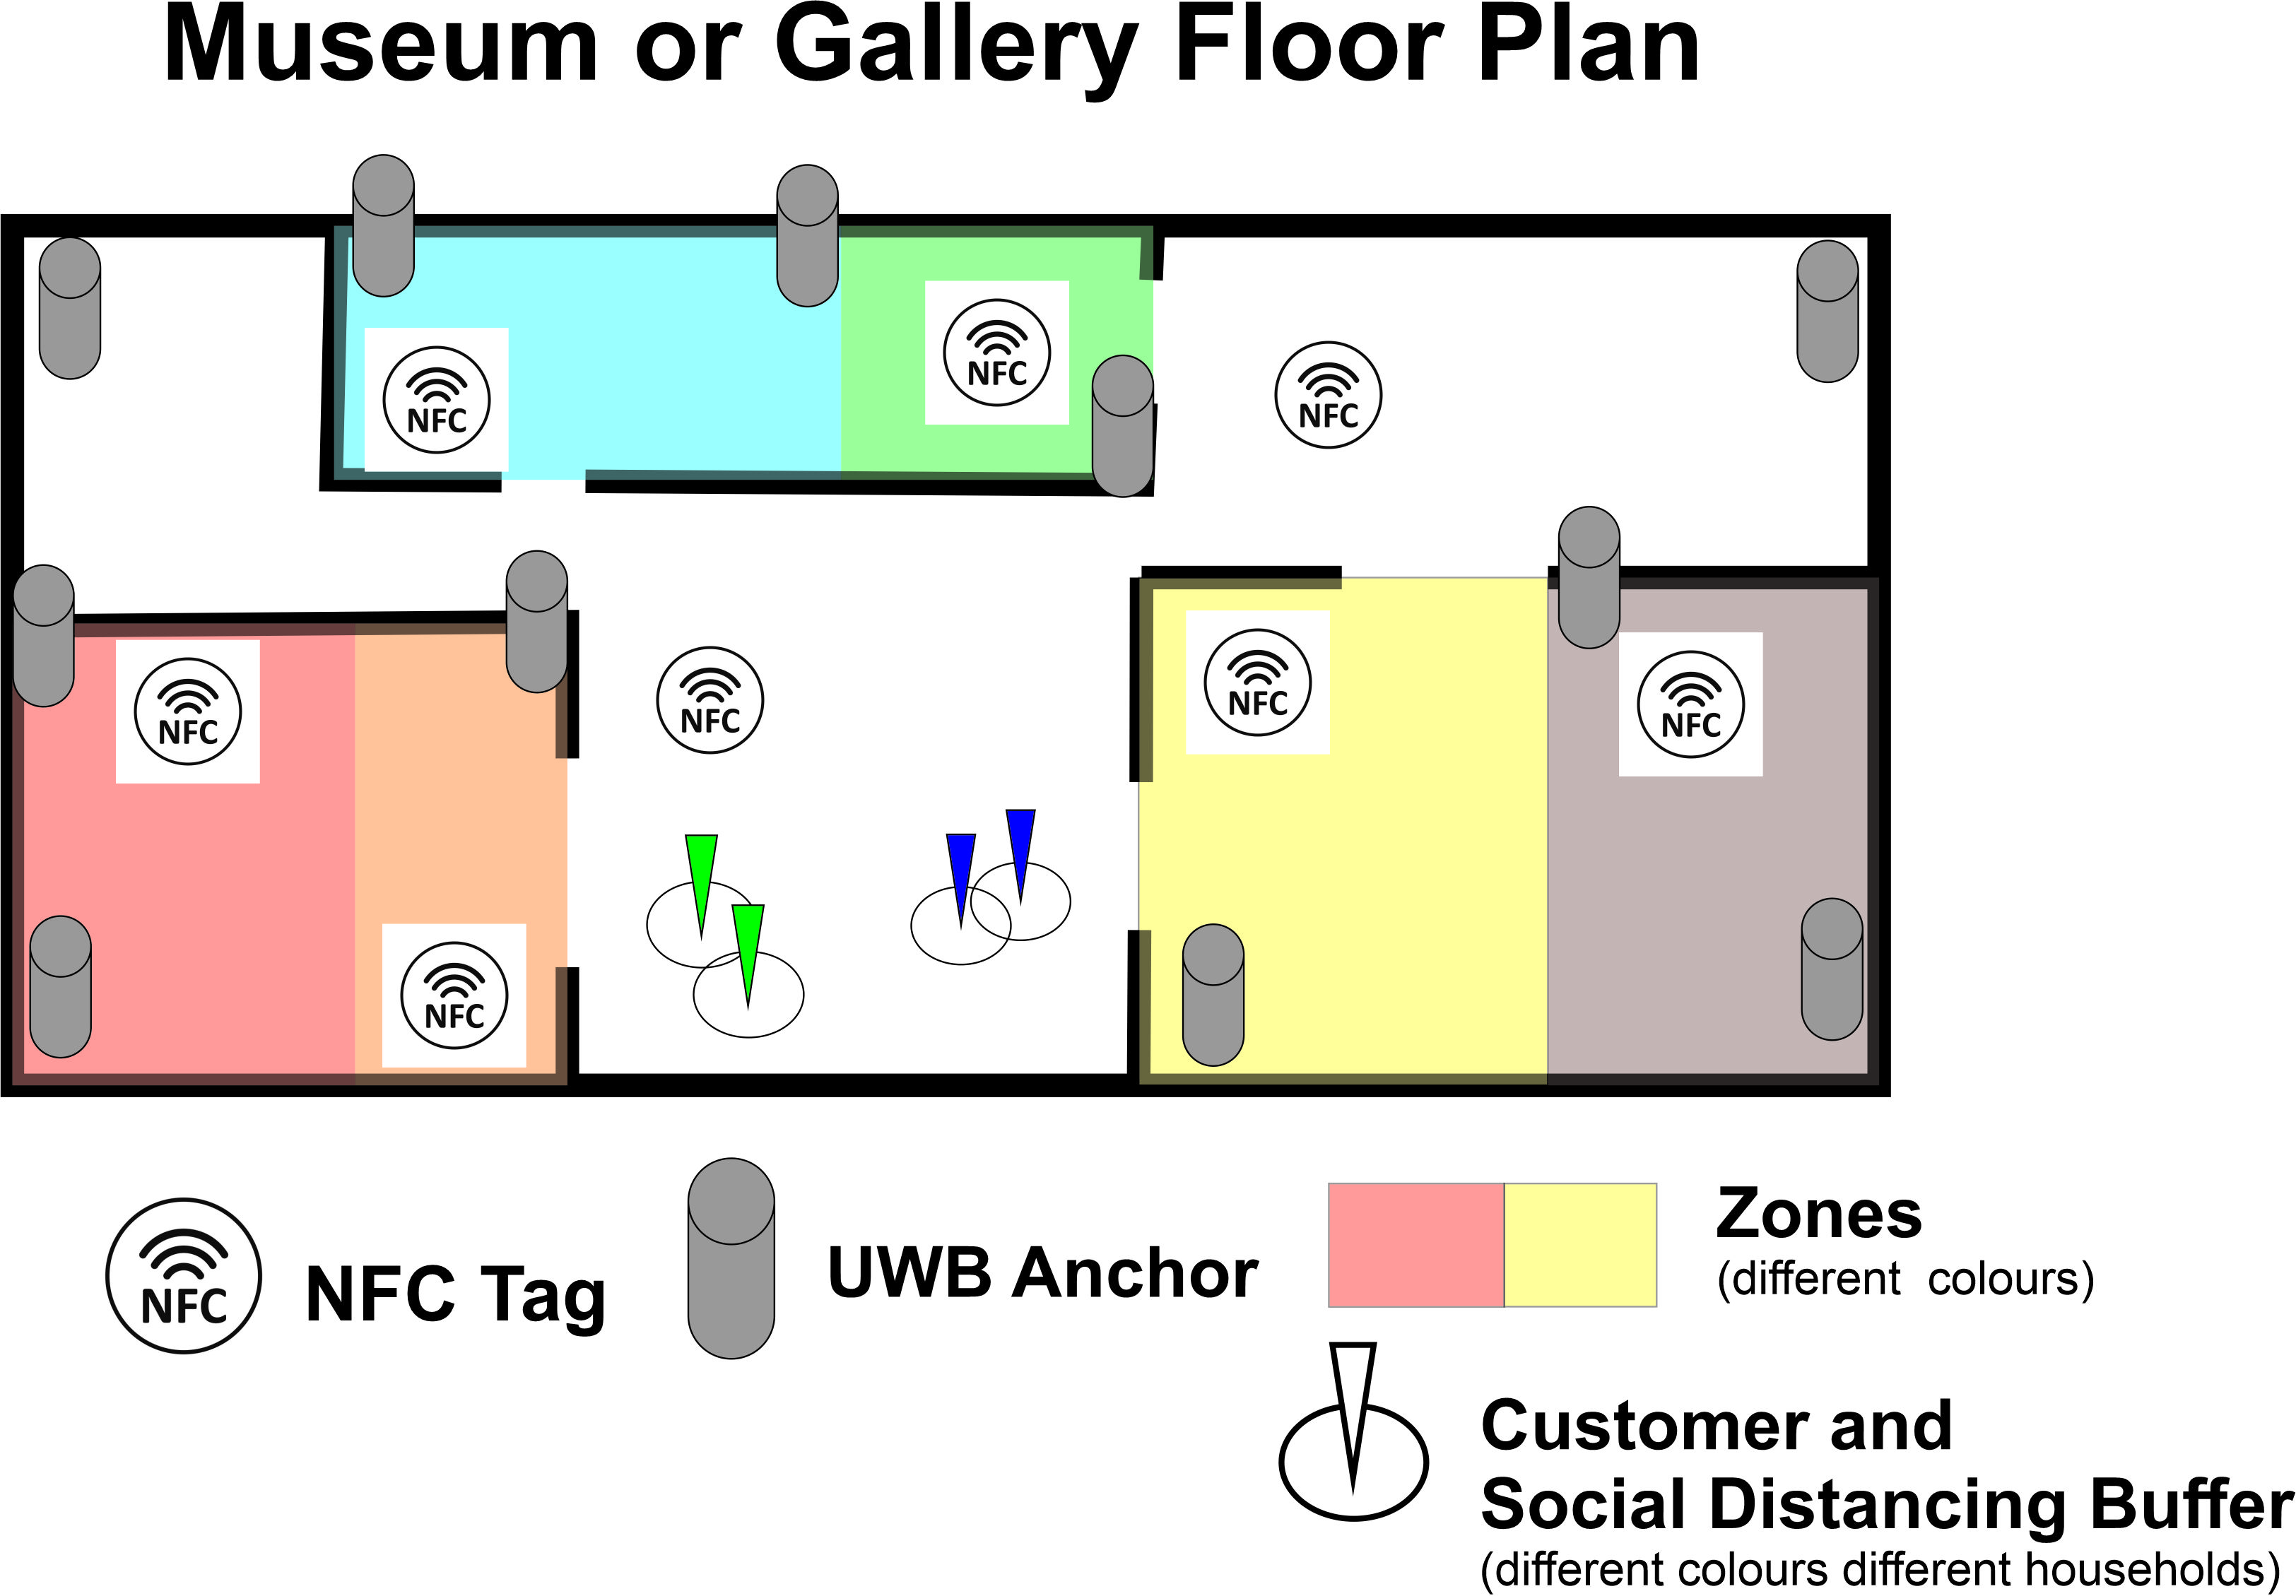 Museum or Gallery Floor Plan
NFC
NFC
NFC
NFC
NFC
NFC
NFC
NFC
NFC
NFC Tag
UWB Anchor
Zones
(different colours)
Customer and
Social Distancing Buffer
(different colours different households)